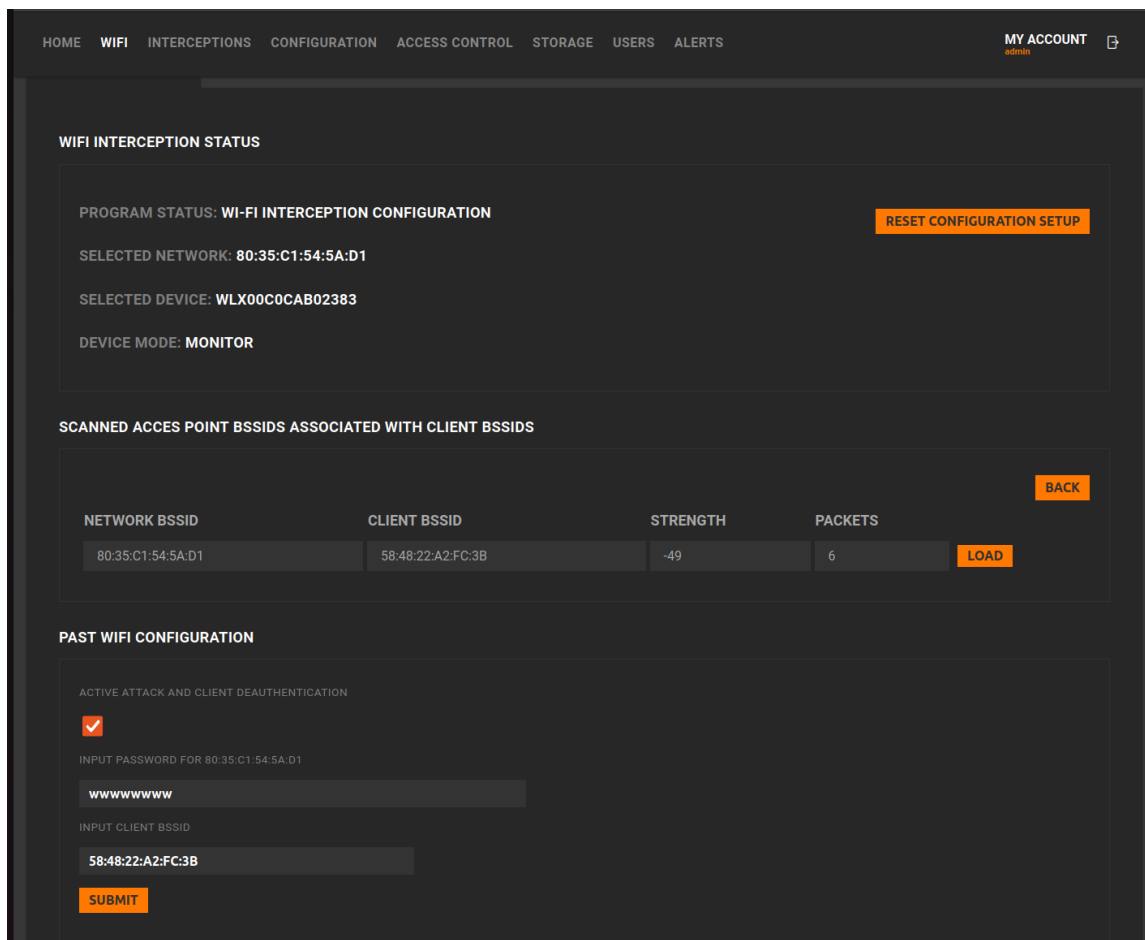 HOME WIFI INTERCEPTIONS CONFIGURATION ACCESS CONTROL STORAGE USERS ALERTS MY ACCOUNT
admin
WIFI INTERCEPTION STATUS
PROGRAM STATUS: WI-FI INTERCEPTION CONFIGURATION
RESET CONFIGURATION SETUP
SELECTED NETWORK: 80:35:C1:54:5A:D1
SELECTED DEVICE: WLX00C0CAB02383
DEVICE MODE: MONITOR
SCANNED ACCES POINT BSSIDS ASSOCIATED WITH CLIENT BSSIDS
BACK
NETWORK BSSID CLIENT BSSID STRENGTH PACKETS
80:35:C1:54:5A:D1 58:48:22:A2:FC:3B -49 6 LOAD
PAST WIFI CONFIGURATION
ACTIVE ATTACK AND CLIENT DEAUTHENTICATION
INPUT PASSWORD FOR 80:35:C1:54:5A:D1
wwwwwwww
INPUT CLIENT BSSID
58:48:22:A2:FC:3B
SUBMIT